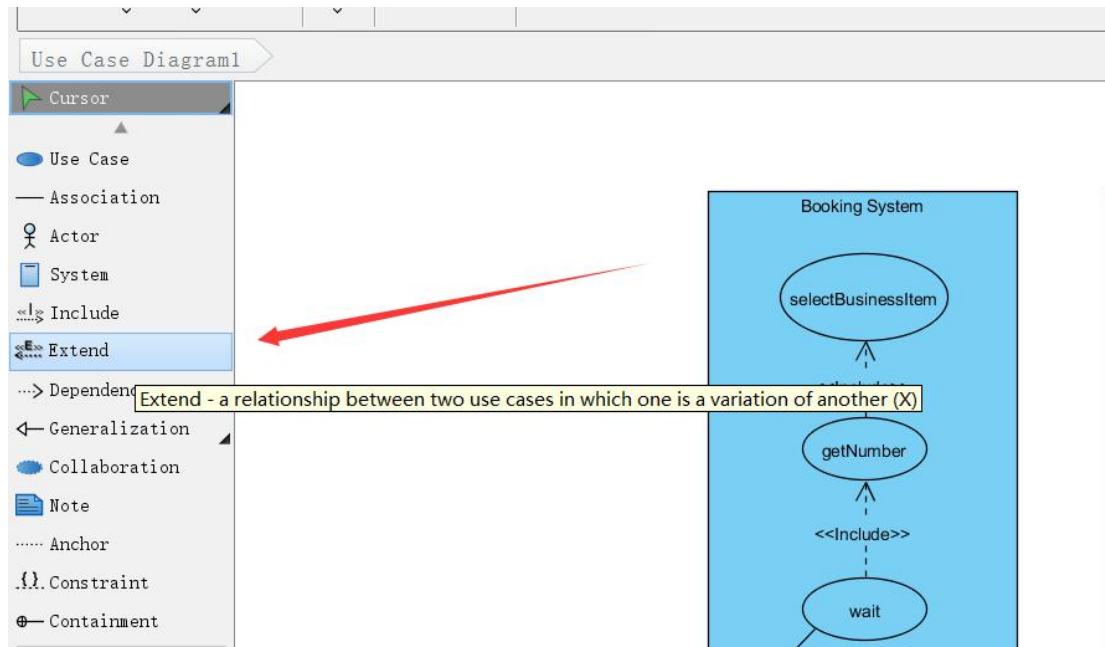 Use Case Diagram1
Cursor
Use Case
Association
Actor
System
Include
Extend
Dependenc
Extend - a relationship between two use cases in which one is a variation of another (X)
Generalization
Collaboration
Note
Anchor
Constraint
Containment
Booking System
selectBusinessItem
getNumber
<<Include>>
wait